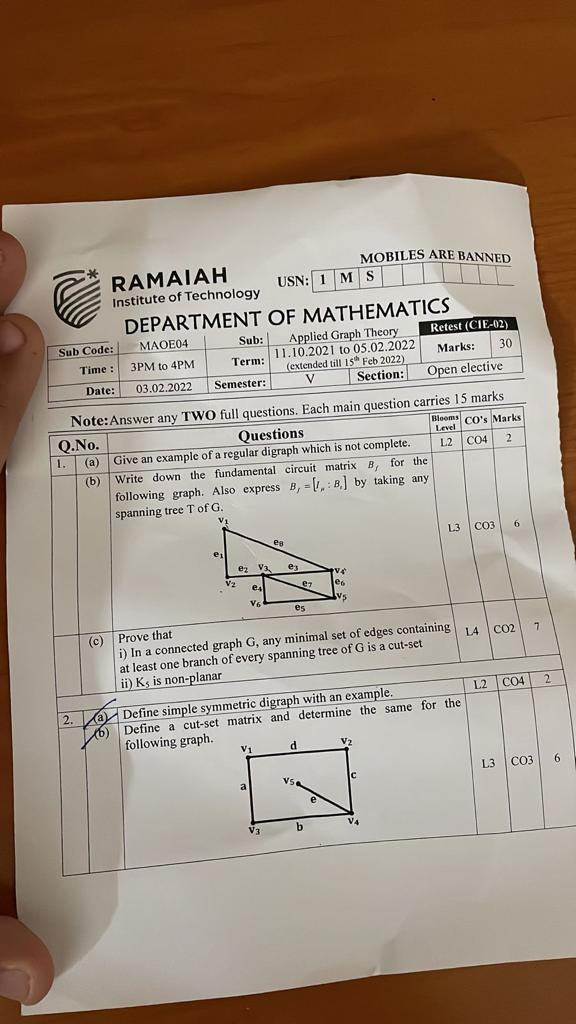 MOBILES ARE BANNED
RAMAIAH
Institute of Technology
USN: 1 M S
DEPARTMENT OF MATHEMATICS
Sub Code: MAOE04 Sub: Applied Graph Theory Retest (CIE-02)
Time : 3PM to 4PM Term: 11.10.2021 to 05.02.2022 (extended till 15th Feb 2022) Marks: 30
Date: 03.02.2022 Semester: V Section: Open elective
Note:Answer any TWO full questions. Each main question carries 15 marks
Q.No. Questions Blooms Level CO's Marks
1. (a) Give an example of a regular digraph which is not complete. L2 CO4 2
(b) Write down the fundamental circuit matrix Bf for the
following graph. Also express Bf = [Iμ : Bt] by taking any
spanning tree T of G. L3 CO3 6
v1
e8
e1
e2 v3 e3 v4
v2 e4 e7 e6
v6 e5 v5
(c) Prove that
i) In a connected graph G, any minimal set of edges containing
at least one branch of every spanning tree of G is a cut-set
ii) K5 is non-planar
L4 CO2 7
2. (a) Define simple symmetric digraph with an example. L2 CO4 2
(b) Define a cut-set matrix and determine the same for the
following graph. L3 CO3 6
v1 d v2
a v5 c
e
v3 b v4